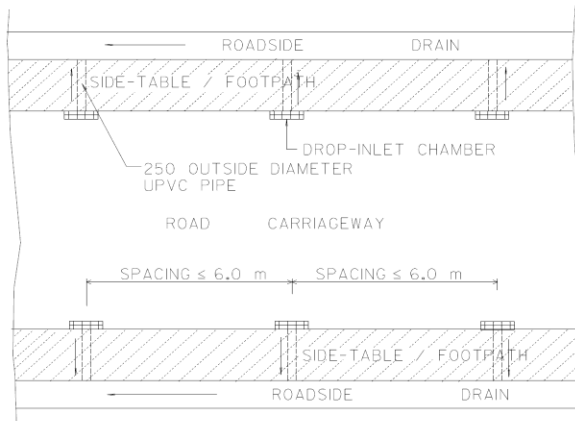 ROADSIDE DRAIN
SIDE-TABLE / FOOTPATH
DROP-INLET CHAMBER
250 OUTSIDE DIAMETER
UPVC PIPE
ROAD CARRIAGEWAY
SPACING ≤ 6.0 m SPACING ≤ 6.0 m
SIDE-TABLE / FOOTPATH
ROADSIDE DRAIN